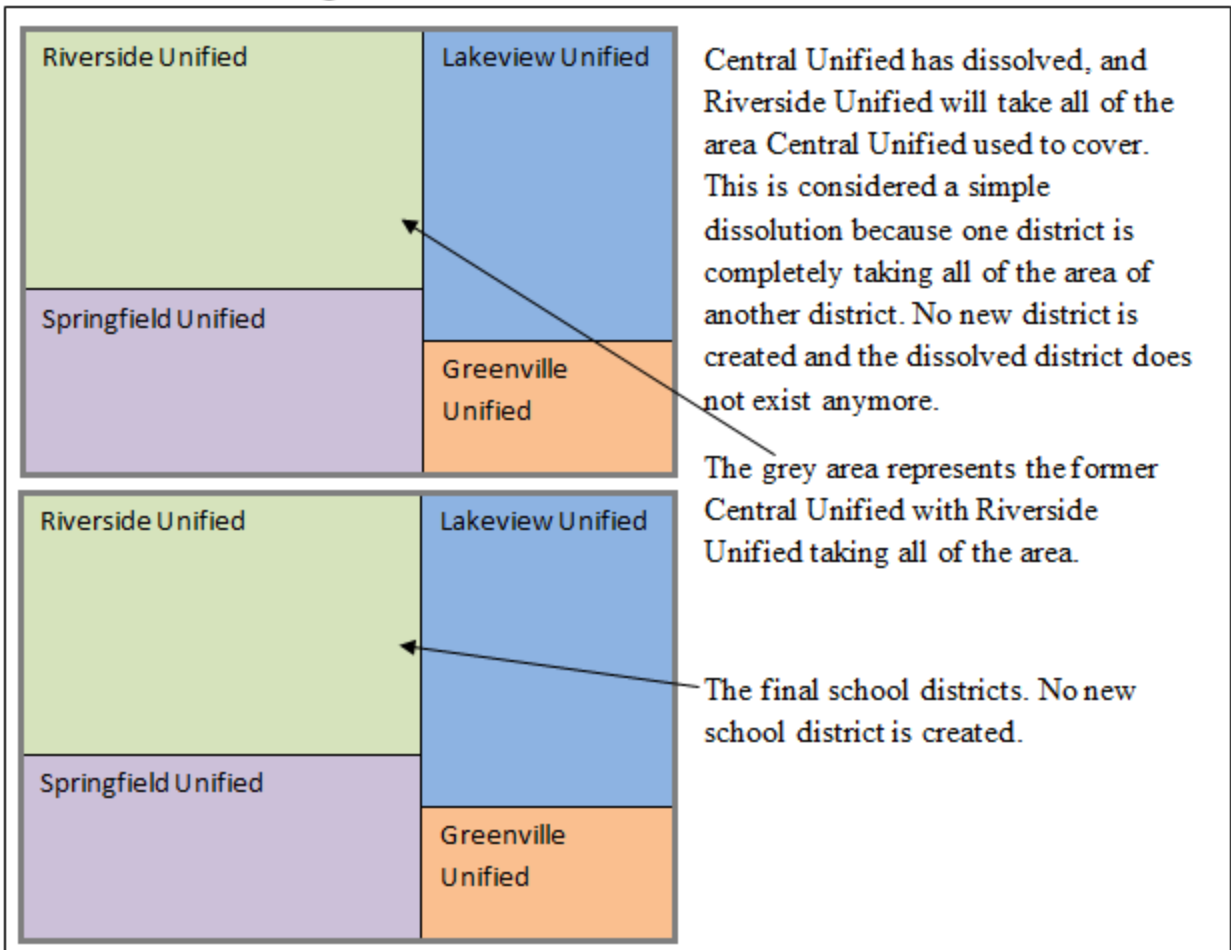 Riverside Unified
Lakeview Unified
Springfield Unified
Greenville
Unified
Central Unified has dissolved, and
Riverside Unified will take all of the
area Central Unified used to cover.
This is considered a simple
dissolution because one district is
completely taking all of the area of
another district. No new district is
created and the dissolved district does
not exist anymore.
The grey area represents the former
Central Unified with Riverside
Unified taking all of the area.
Riverside Unified
Lakeview Unified
Springfield Unified
Greenville
Unified
The final school districts. No new
school district is created.